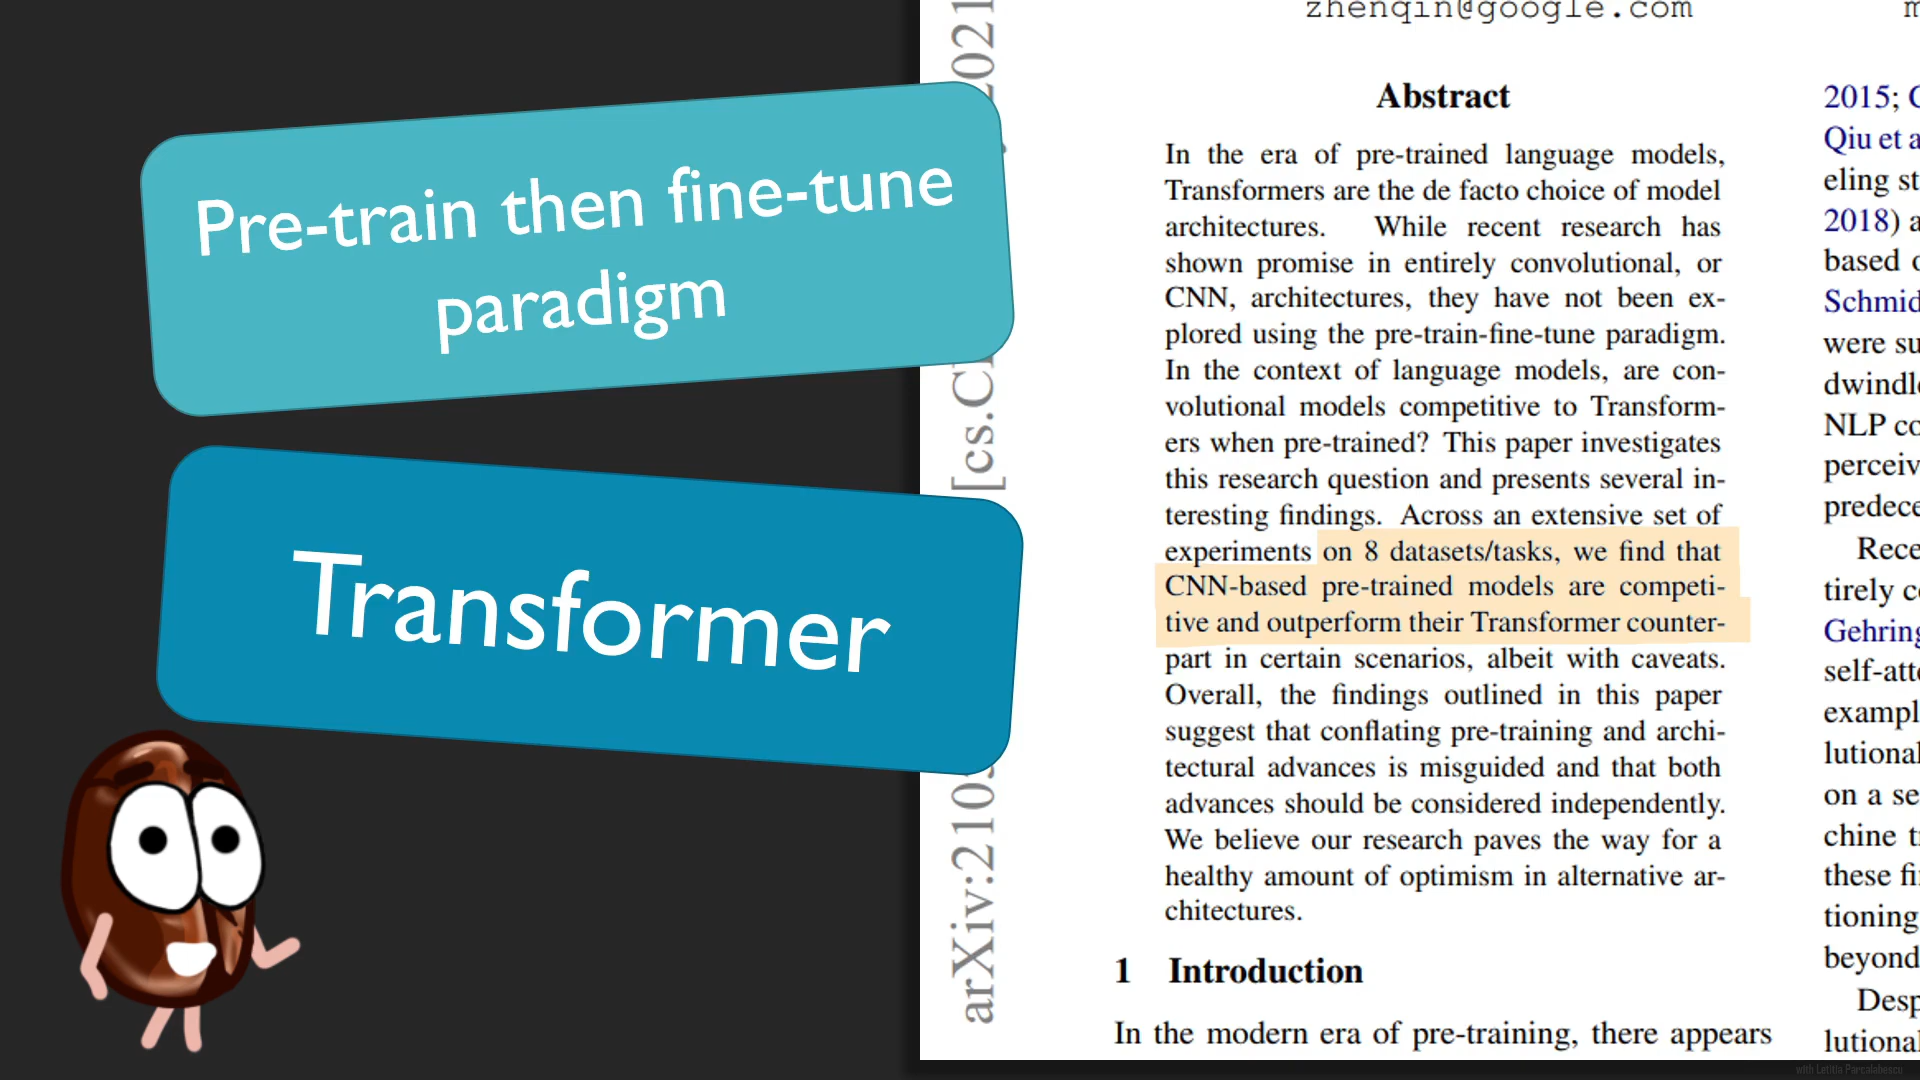 Pre-train then fine-tune
paradigm
Transformer
zhenqin@google.com
Abstract
In the era of pre-trained language models,
Transformers are the de facto choice of model
architectures. While recent research has
shown promise in entirely convolutional, or
CNN, architectures, they have not been ex-
plored using the pre-train-fine-tune paradigm.
In the context of language models, are con-
volutional models competitive to Transform-
ers when pre-trained? This paper investigates
this research question and presents several in-
teresting findings. Across an extensive set of
experiments on 8 datasets/tasks, we find that
CNN-based pre-trained models are competi-
tive and outperform their Transformer counter-
part in certain scenarios, albeit with caveats.
Overall, the findings outlined in this paper
suggest that conflating pre-training and archi-
tectural advances is misguided and that both
advances should be considered independently.
We believe our research paves the way for a
healthy amount of optimism in alternative ar-
chitectures.
1 Introduction
In the modern era of pre-training, there appears
2015;
Qiu et a
eling st
2018) a
based o
Schmid
were su
dwindle
NLP co
perceiv
predece
Rece
tirely co
Gehring
self-atte
exampl
lutional
on a se
chine t
these fi
tioning
beyond
Desp
lutional
arXiv:210
[cs.C
202
with Letitia Parcalabescu